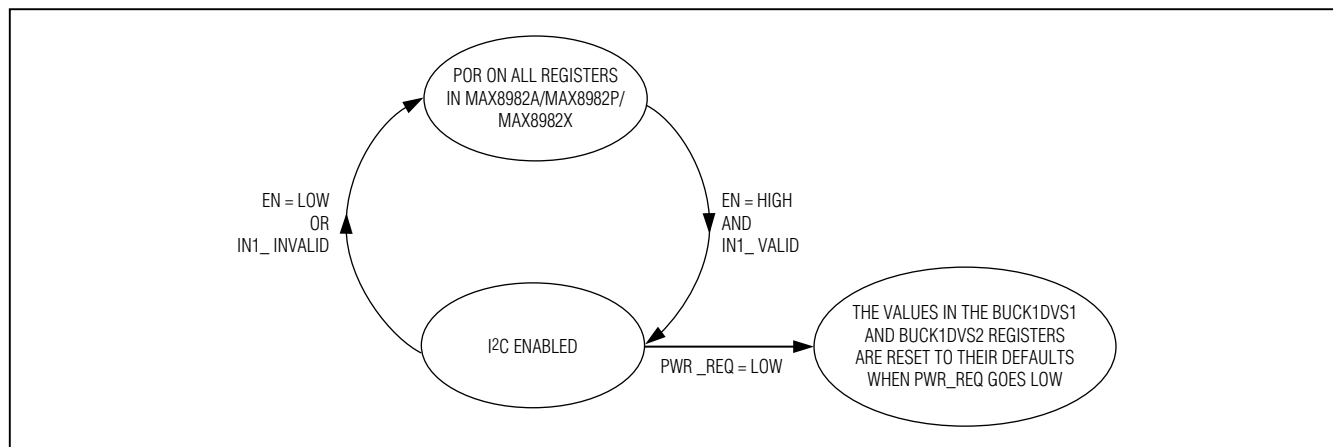 POR ON ALL REGISTERS
IN MAX8982A/MAX8982P/
MAX8982X
EN = LOW
OR
IN1_ INVALID
EN = HIGH
AND
IN1_ VALID
I²C ENABLED
PWR _REQ = LOW
THE VALUES IN THE BUCK1DVS1
AND BUCK1DVS2 REGISTERS
ARE RESET TO THEIR DEFAULTS
WHEN PWR_REQ GOES LOW